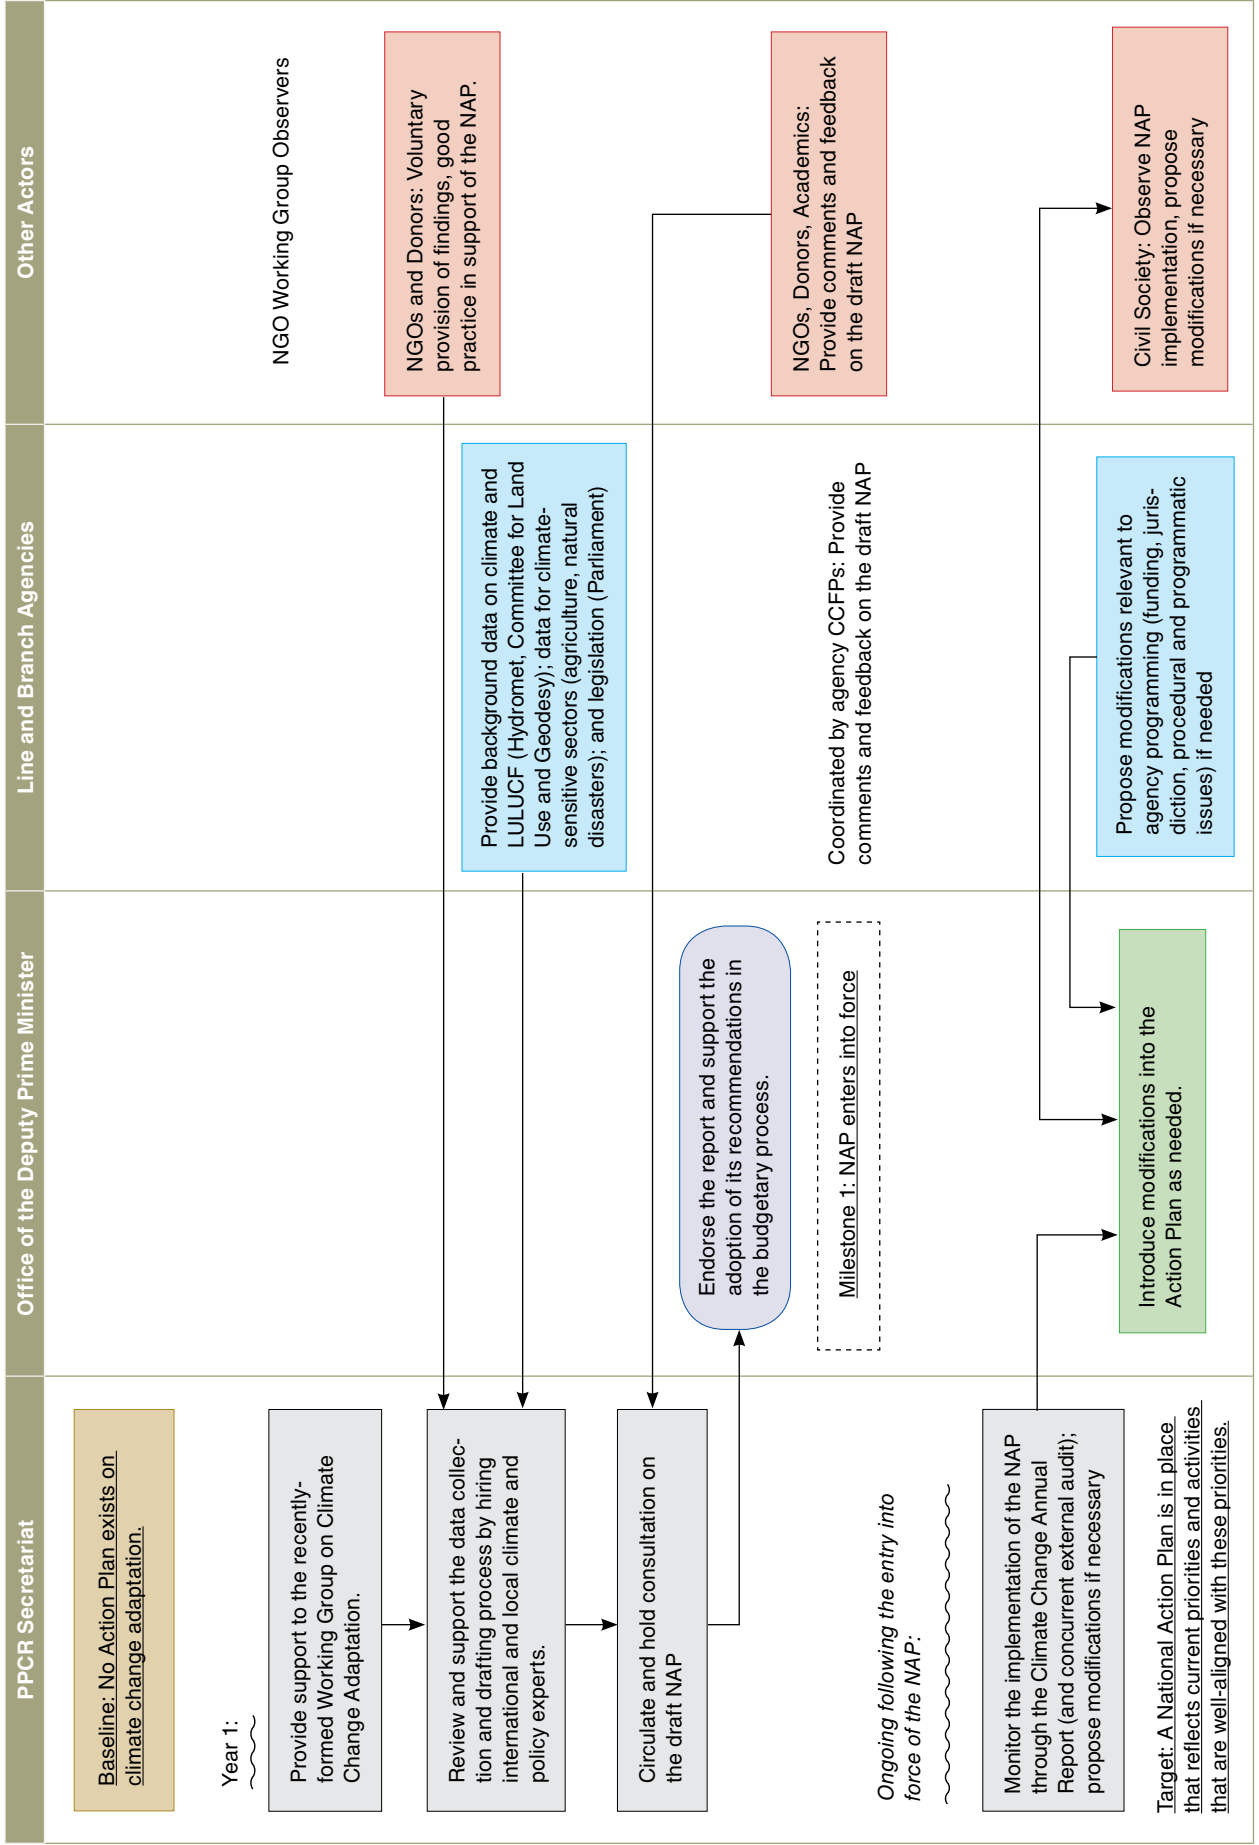 PPCR Secretariat
Office of the Deputy Prime Minister
Line and Branch Agencies
Other Actors
Baseline: No Action Plan exists on
climate change adaptation.
Year 1:
Provide support to the recently-
formed Working Group on Climate
Change Adaptation.
NGO Working Group Observers
Review and support the data collec-
tion and drafting process by hiring
international and local climate and
policy experts.
Provide background data on climate and
LULUCF (Hydromet, Committee for Land
Use and Geodesy); data for climate-
sensitive sectors (agriculture, natural
disasters); and legislation (Parliament)
NGOs and Donors: Voluntary
provision of findings, good
practice in support of the NAP.
Circulate and hold consultation on
the draft NAP
Endorse the report and support the
adoption of its recommendations in
the budgetary process.
Milestone 1: NAP enters into force
Coordinated by agency CCFPs: Provide
comments and feedback on the draft NAP
NGOs, Donors, Academics:
Provide comments and feedback
on the draft NAP
Ongoing following the entry into
force of the NAP:
Monitor the implementation of the NAP
through the Climate Change Annual
Report (and concurrent external audit);
propose modifications if necessary
Introduce modifications into the
Action Plan as needed.
Propose modifications relevant to
agency programming (funding, juris-
diction, procedural and programmatic
issues) if needed
Civil Society: Observe NAP
implementation, propose
modifications if necessary
Target: A National Action Plan is in place
that reflects current priorities and activities
that are well-aligned with these priorities.